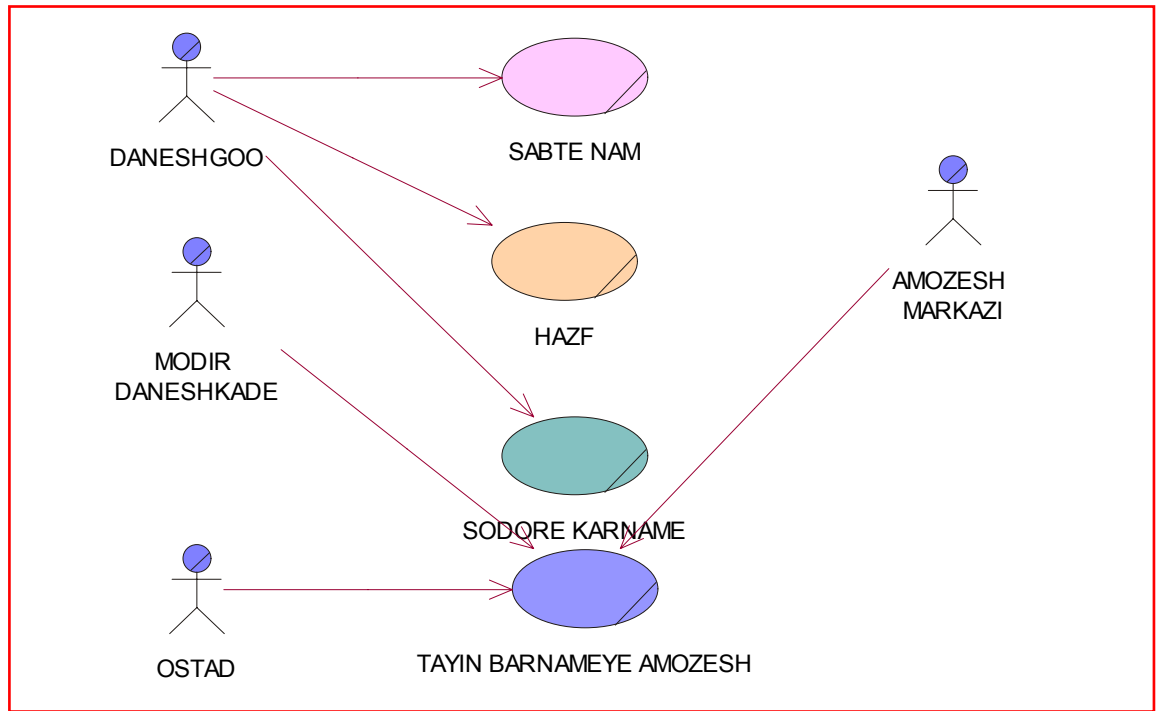 DANESHGOO
SABTE NAM
AMOZESH
MARKAZI
HAZF
MODIR
DANESHKADE
SODORE KARNAME
OSTAD
TAYIN BARNAMEYE AMOZESH